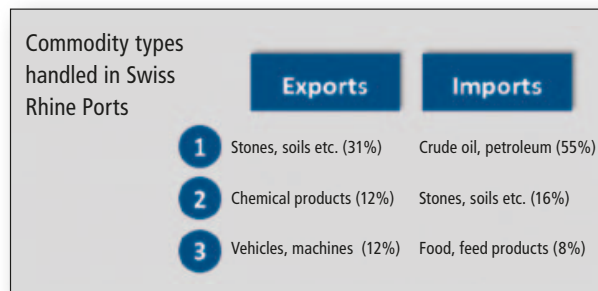 Commodity types
handled in Swiss
Rhine Ports
Exports Imports
1 Stones, soils etc. (31%) Crude oil, petroleum (55%)
2 Chemical products (12%) Stones, soils etc. (16%)
3 Vehicles, machines (12%) Food, feed products (8%)